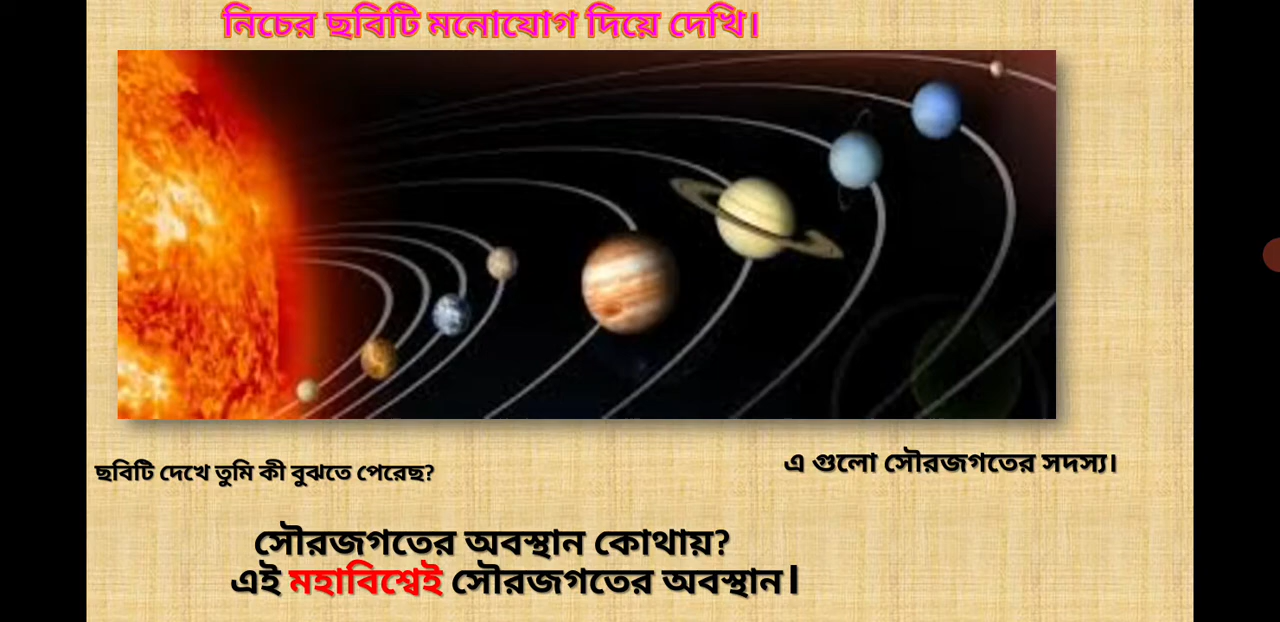 নিচের ছবিটি মনোযোগ দিয়ে দেখি।
ছবিটি দেখে তুমি কী বুঝতে পেরেছ?
এ গুলো সৌরজগতের সদস্য।
সৌরজগতের অবস্থান কোথায়?
এই মহাবিশ্বেই সৌরজগতের অবস্থান।